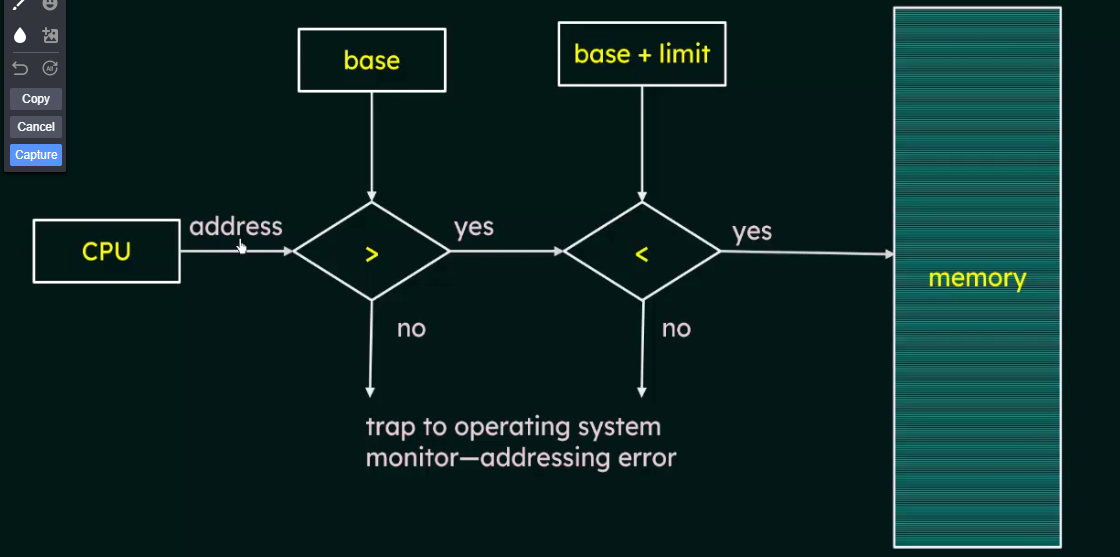 Copy
Cancel
Capture
base
base + limit
CPU
address
>
yes
<
yes
memory
no
no
trap to operating system
monitor—addressing error